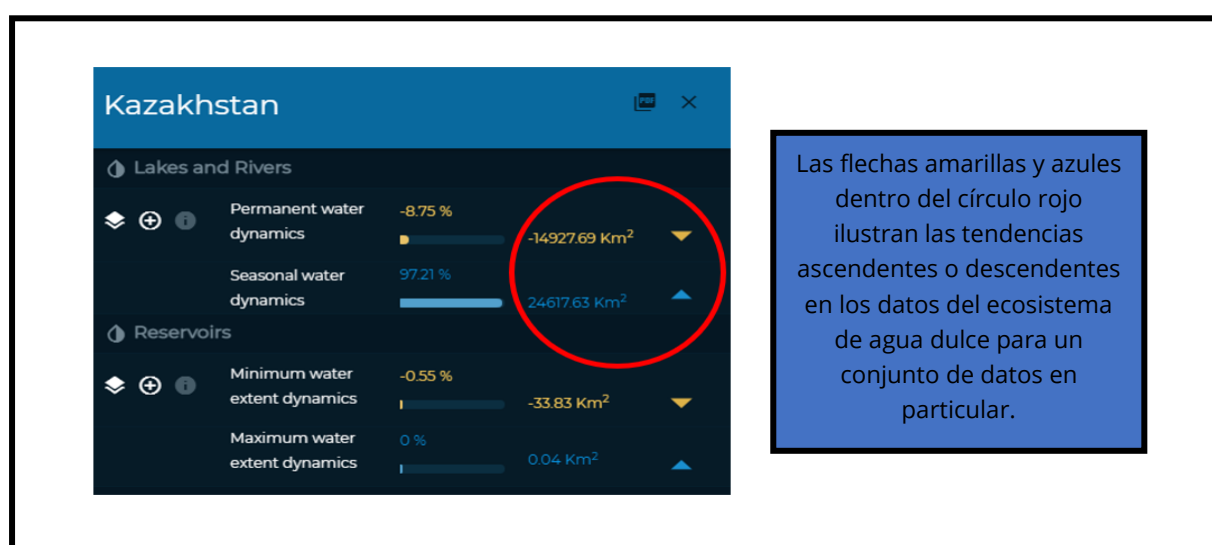 Kazakhstan
PDF
Lakes and Rivers
Permanent water
dynamics
-8.75 %
-14927.69 Km²
Seasonal water
dynamics
97.21 %
24617.63 Km²
Reservoirs
Minimum water
extent dynamics
-0.55 %
-33.83 Km²
Maximum water
extent dynamics
0 %
0.04 Km²
Las flechas amarillas y azules
dentro del círculo rojo
ilustran las tendencias
ascendentes o descendentes
en los datos del ecosistema
de agua dulce para un
conjunto de datos en
particular.